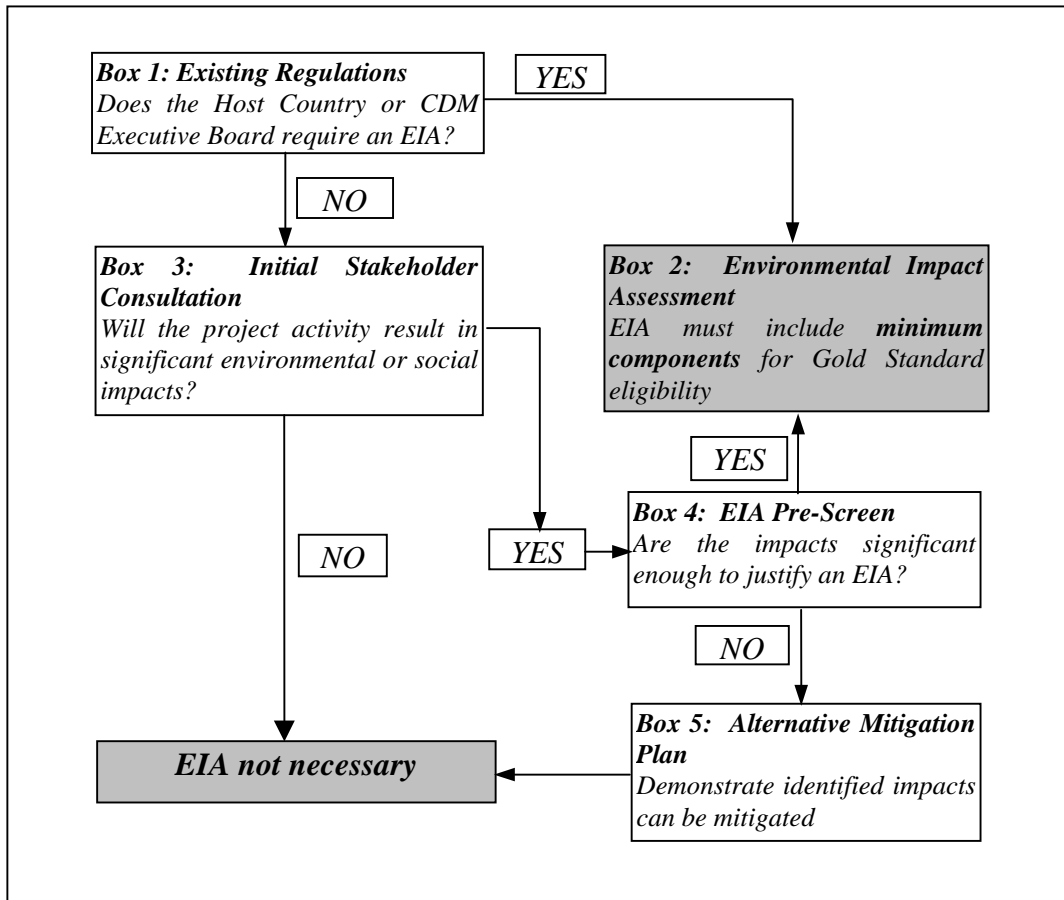 Box 1: Existing Regulations
Does the Host Country or CDM
Executive Board require an EIA?
YES
NO
Box 3: Initial Stakeholder
Consultation
Will the project activity result in
significant environmental or social
impacts?
Box 2: Environmental Impact
Assessment
EIA must include minimum
components for Gold Standard
eligibility
YES
Box 4: EIA Pre-Screen
Are the impacts significant
enough to justify an EIA?
YES
NO
NO
Box 5: Alternative Mitigation
Plan
Demonstrate identified impacts
can be mitigated
EIA not necessary